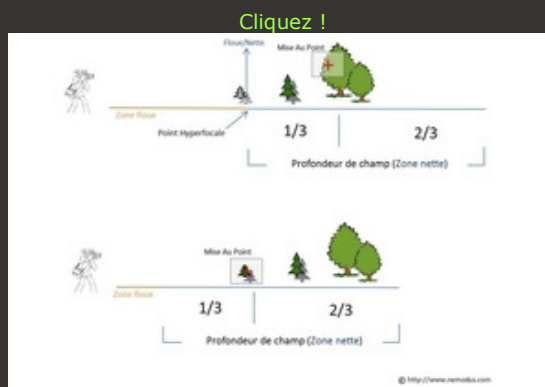 Cliquez !
Floue/Nette
Mise Au Point
Zone floue
Point Hyperfocale
1/3 2/3
Profondeur de champ (Zone nette)
Mise Au Point
Zone floue
1/3 2/3
Profondeur de champ (Zone nette)
@ http://www.nemodus.com